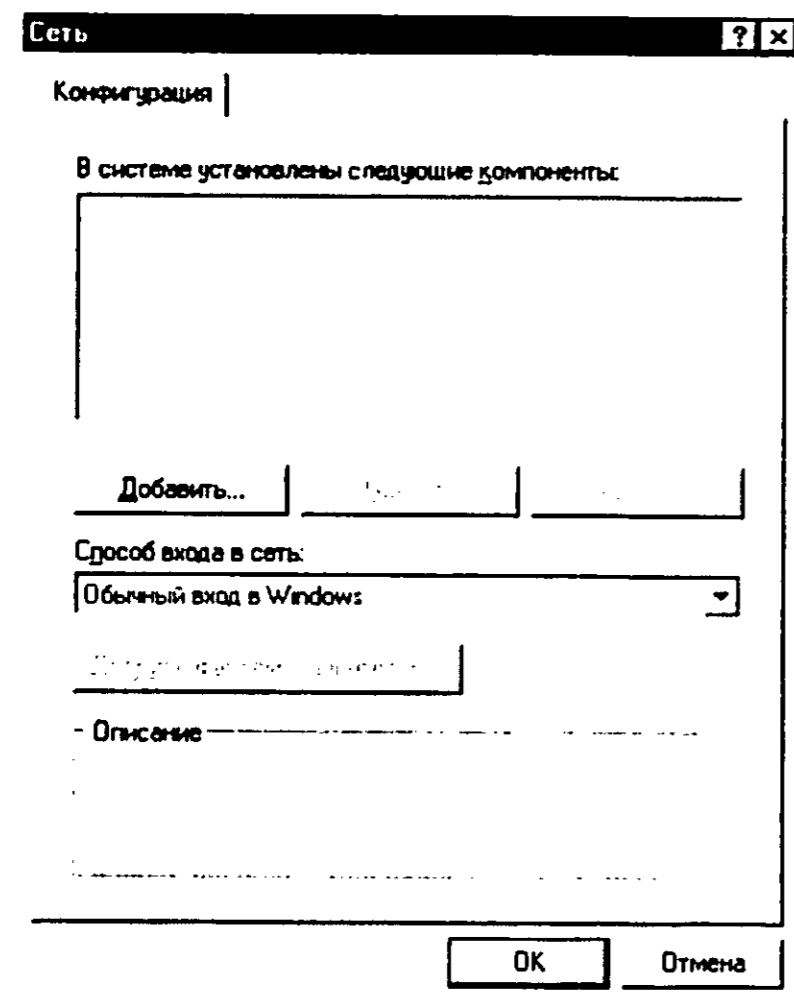 Сеть
Конфигурация
В системе установлены следующие компоненты:
Добавить...
Способ входа в сеть:
Обычный вход в Windows
Описание
OK
Отмена